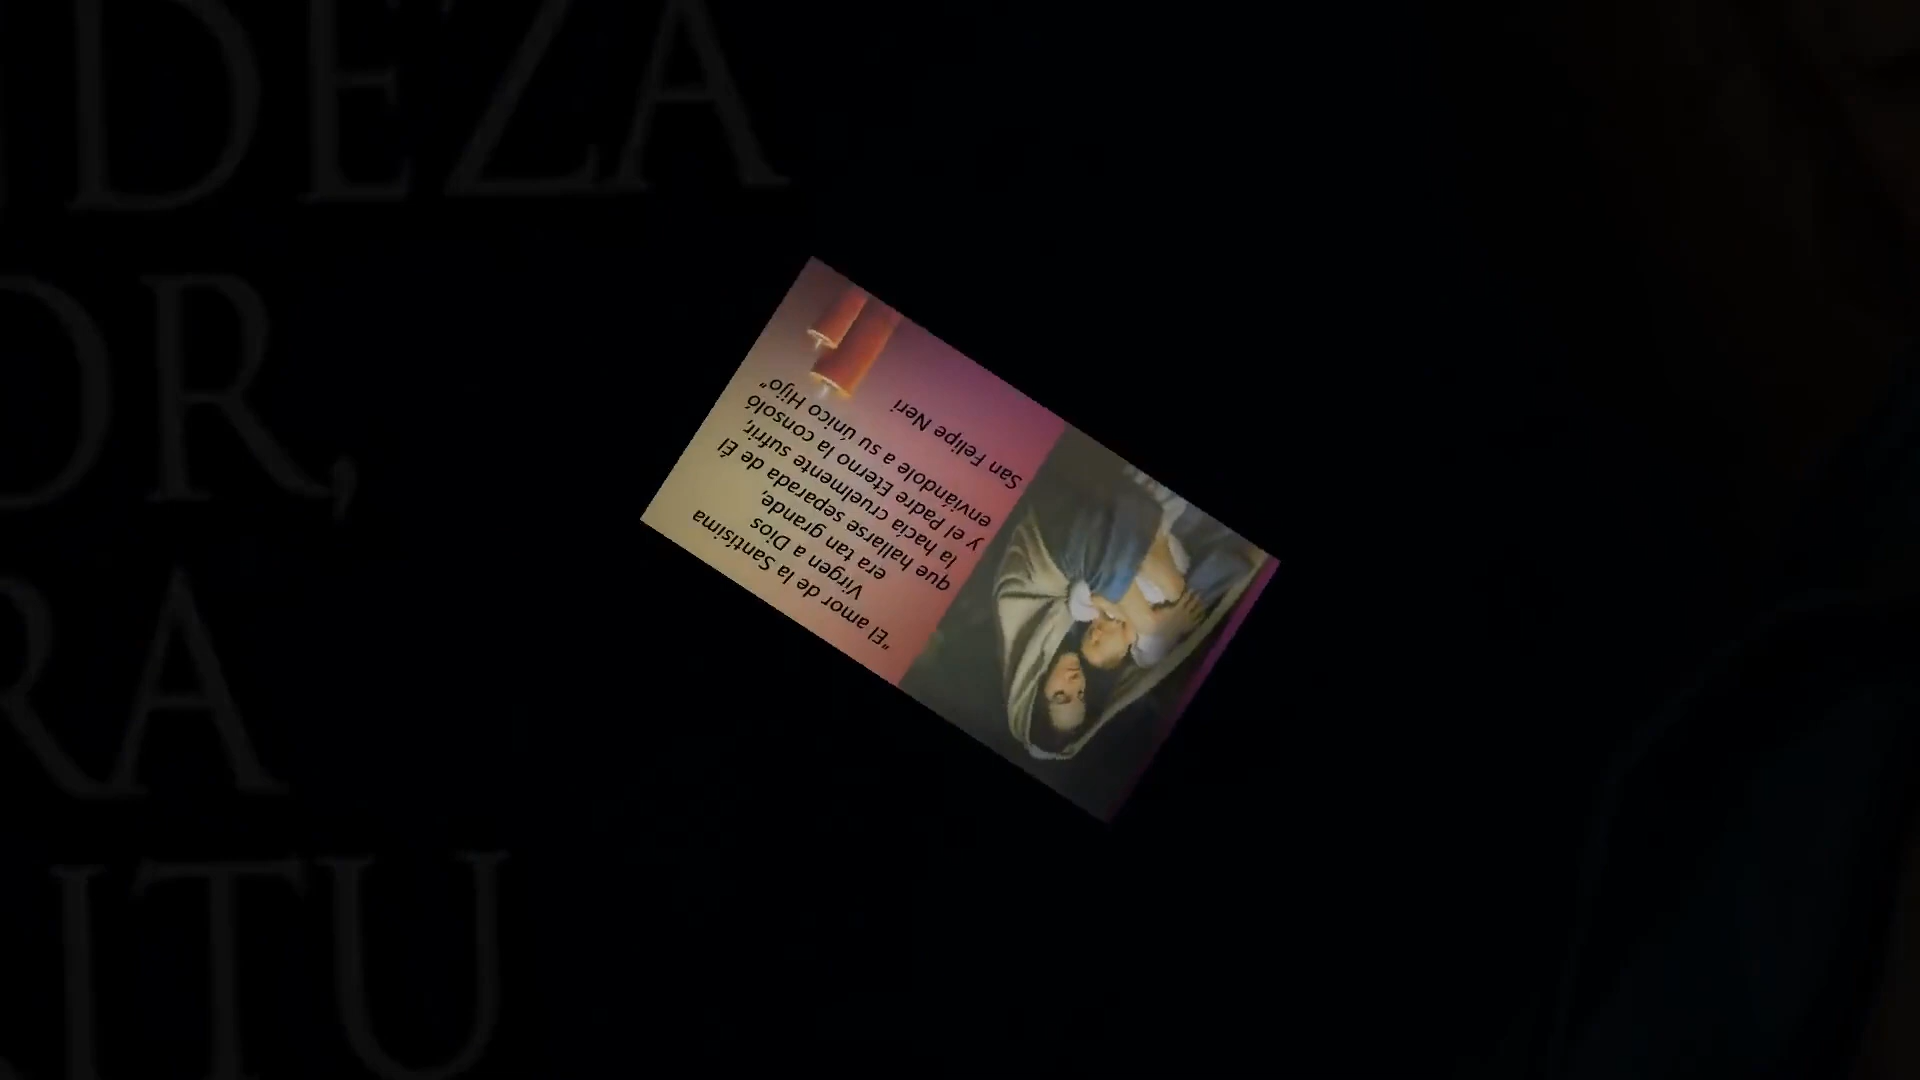 "El amor de la Santísima
Virgen a Dios
era tan grande,
que hallarse separada de Él
la hacía cruelmente sufrir,
y el Padre Eterno la consoló
enviándole a su único Hijo"
San Felipe Neri
DEZA
OR,
RA
ITU